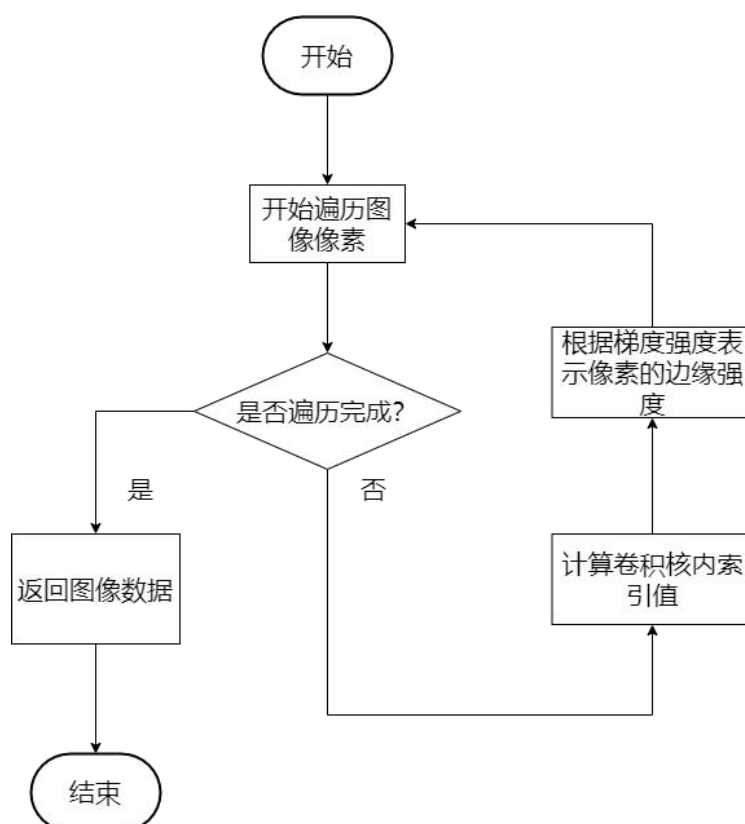 开始
开始遍历图
像像素
根据梯度强度表
示像素的边缘强
度
是否遍历完成?
是
否
返回图像数据
计算卷积核内索
引值
结束